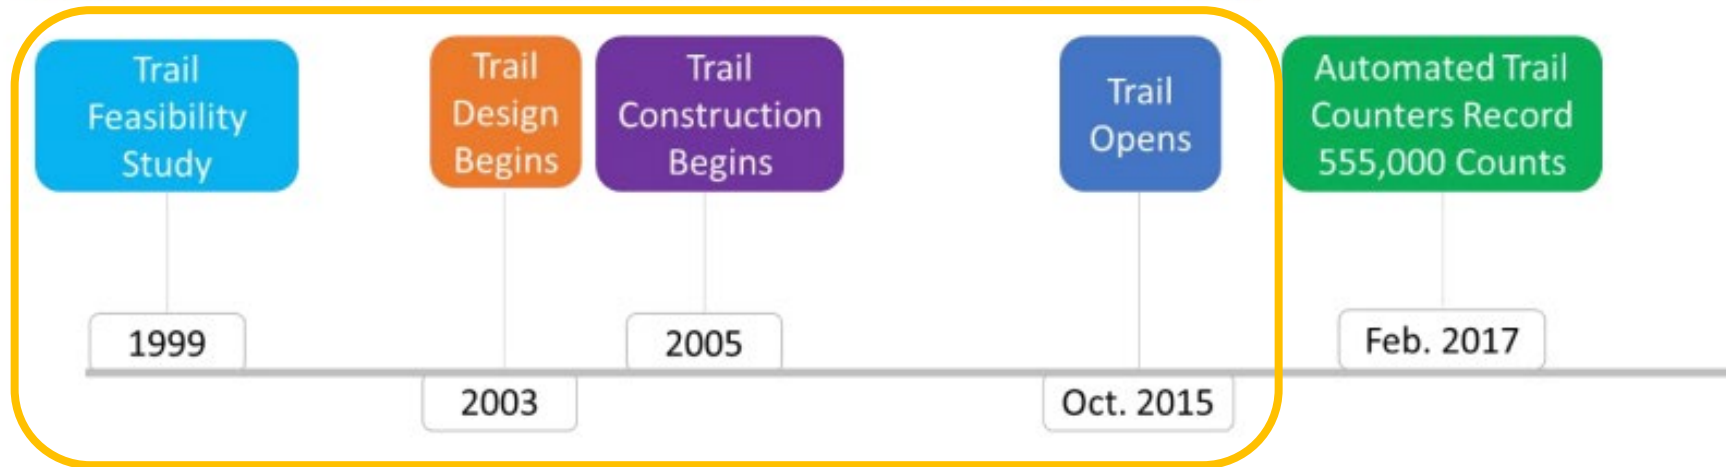 Trail
Feasibility
Study
Trail
Design
Begins
Trail
Construction
Begins
Trail
Opens
Automated Trail
Counters Record
555,000 Counts
1999
2003
2005
Oct. 2015
Feb. 2017